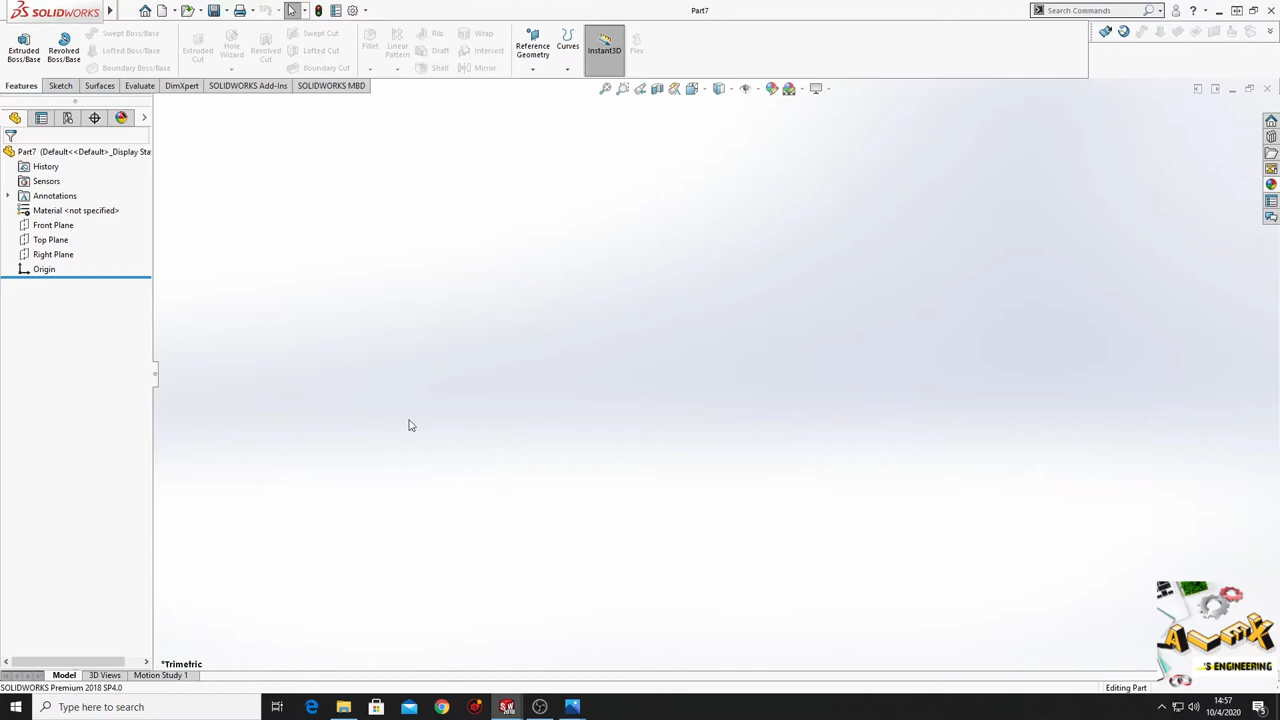 SOLIDWORKS
Part7
Search Commands
Extruded
Boss/Base
Revolved
Boss/Base
Swept Boss/Base
Lofted Boss/Base
Boundary Boss/Base
Extruded
Cut
Hole
Wizard
Revolved
Cut
Swept Cut
Lofted Cut
Boundary Cut
Fillet
Linear
Pattern
Rib
Draft
Shell
Wrap
Intersect
Mirror
Reference
Geometry
Curves
Instant3D
Flex
Features
Sketch
Surfaces
Evaluate
DimXpert
SOLIDWORKS Add-Ins
SOLIDWORKS MBD
Part7 (Default<<Default>_Display Sta
History
Sensors
Annotations
Material <not specified>
Front Plane
Top Plane
Right Plane
Origin
*Trimetric
ALMX
'S ENGINEERING
Model
3D Views
Motion Study 1
SOLIDWORKS Premium 2018 SP4.0
Editing Part
Type here to search
14:57
10/4/2020